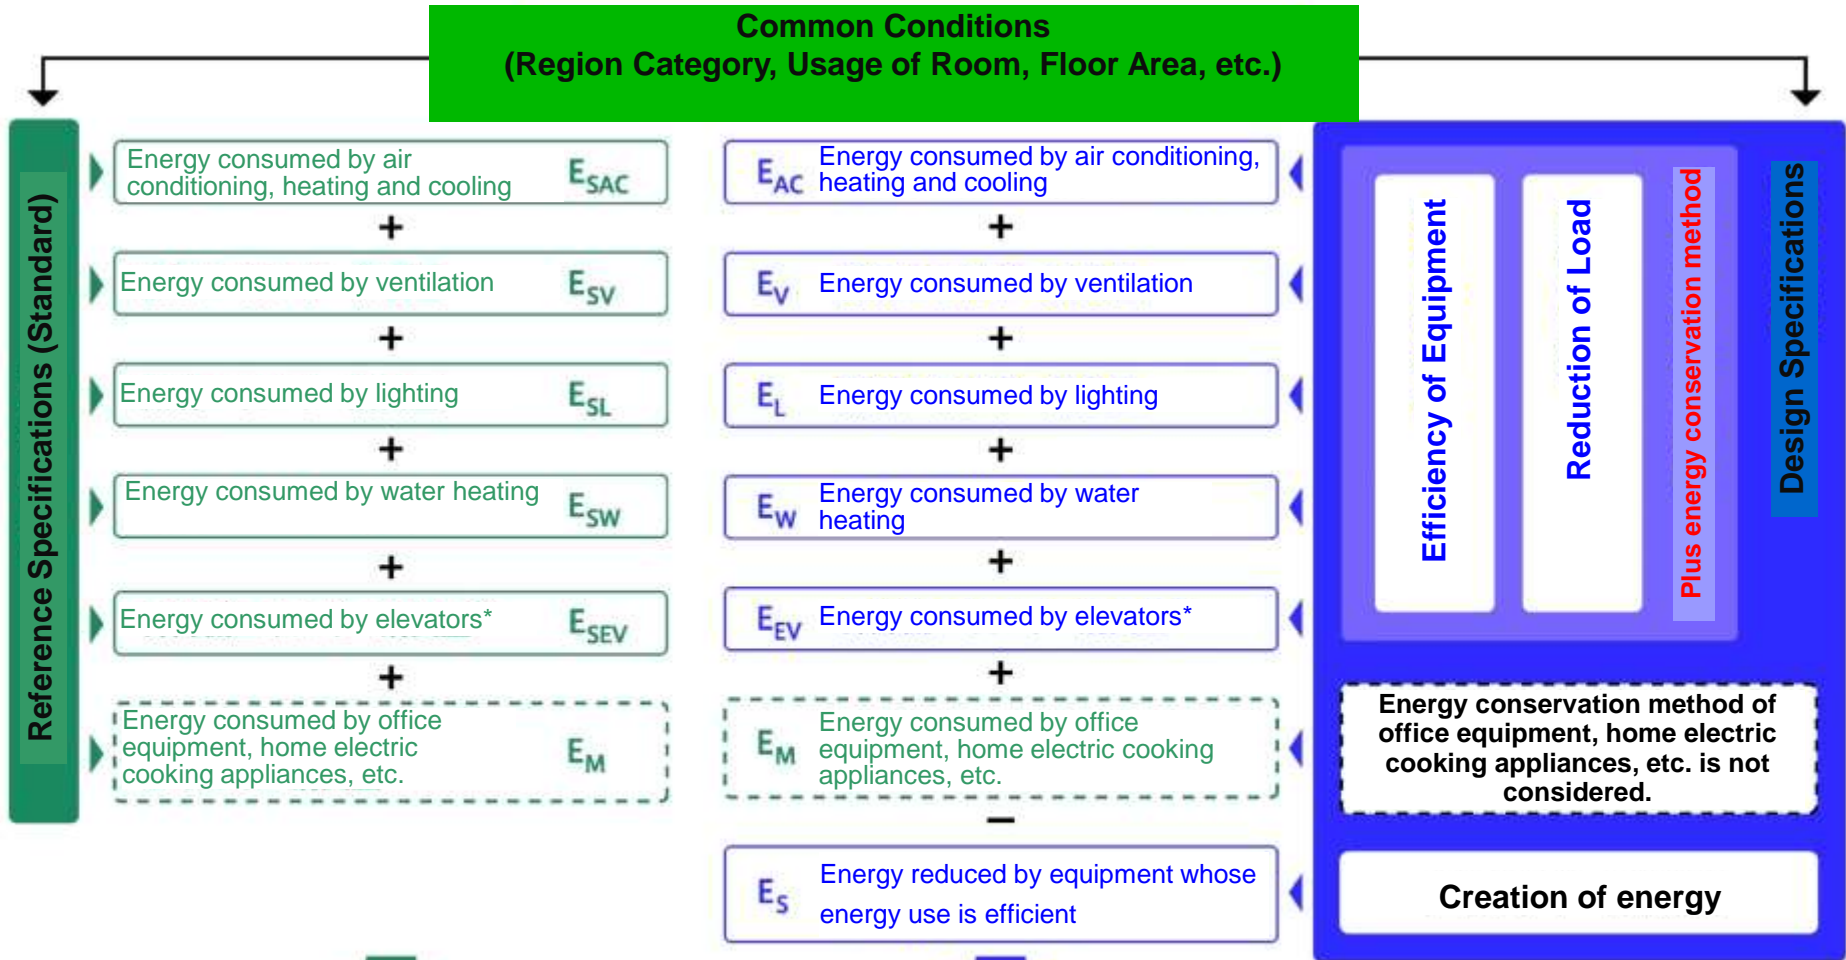 Common Conditions
(Region Category, Usage of Room, Floor Area, etc.)
Reference Specifications (Standard)
Energy consumed by air
conditioning, heating and cooling
ESAC
+
Energy consumed by ventilation
ESV
+
Energy consumed by lighting
ESL
+
Energy consumed by water heating
ESW
+
Energy consumed by elevators*
ESEV
+
Energy consumed by office
equipment, home electric
cooking appliances, etc.
EM
EAC
Energy consumed by air conditioning,
heating and cooling
+
EV
Energy consumed by ventilation
+
EL
Energy consumed by lighting
+
EW
Energy consumed by water
heating
+
EEV
Energy consumed by elevators*
+
EM
Energy consumed by office
equipment, home electric cooking
appliances, etc.
−
ES
Energy reduced by equipment whose
energy use is efficient
Efficiency of Equipment
Reduction of Load
Plus energy conservation method
Design Specifications
Energy conservation method of
office equipment, home electric
cooking appliances, etc. is not
considered.
Creation of energy